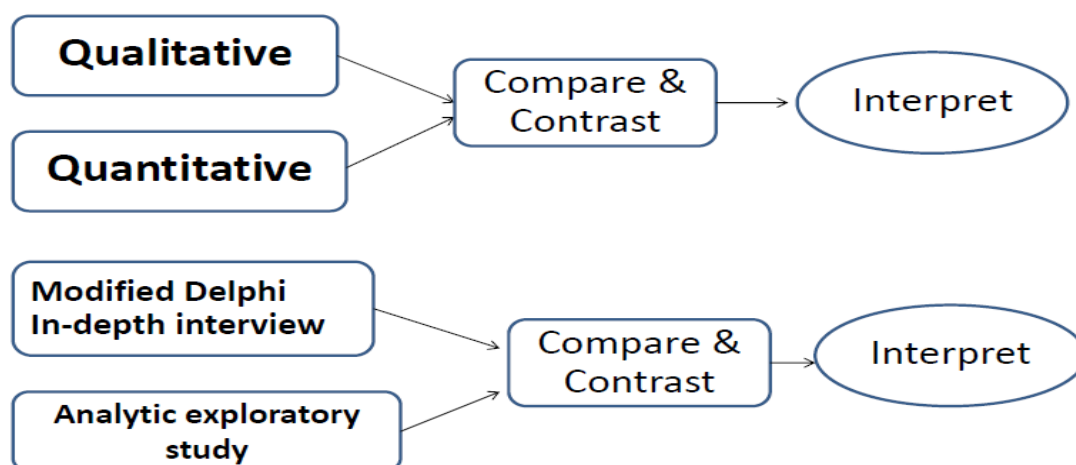 Qualitative
Quantitative
Compare &
Contrast
Interpret
Modified Delphi
In-depth interview
Analytic exploratory
study
Compare &
Contrast
Interpret